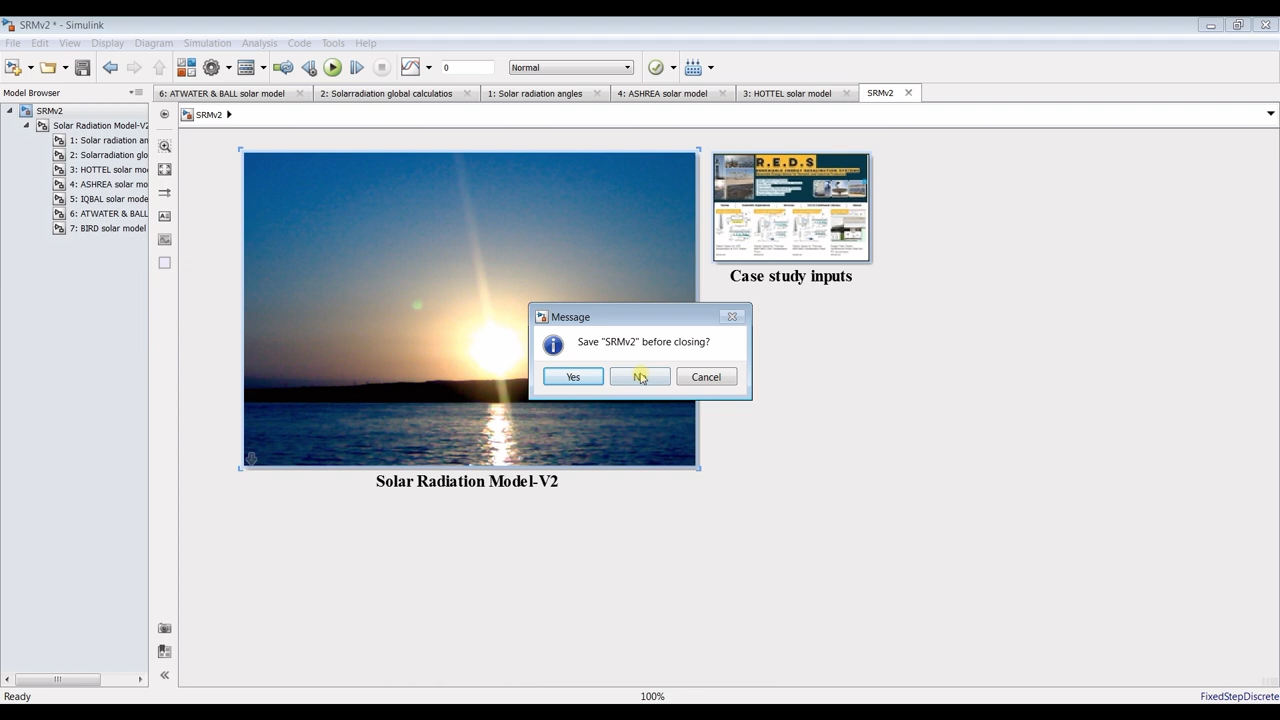 SRMv2 * - Simulink
File Edit View Display Diagram Simulation Analysis Code Tools Help
0 Normal
Model Browser
6: ATWATER & BALL solar model 2: Solarradiation global calculatios 1: Solar radiation angles 4: ASHREA solar model 3: HOTTEL solar model SRMv2
SRMv2
SRMv2
Solar Radiation Model-V2
1: Solar radiation an
2: Solarradiation glo
3: HOTTEL solar mo
4: ASHREA solar mo
IQBAL solar mode
6: ATWATER & BALL
7: BIRD solar model
R.E.D.S
Case study inputs
Message
Save "SRMv2" before closing?
Yes Cancel
Solar Radiation Model-V2
Ready 100% FixedStepDiscrete